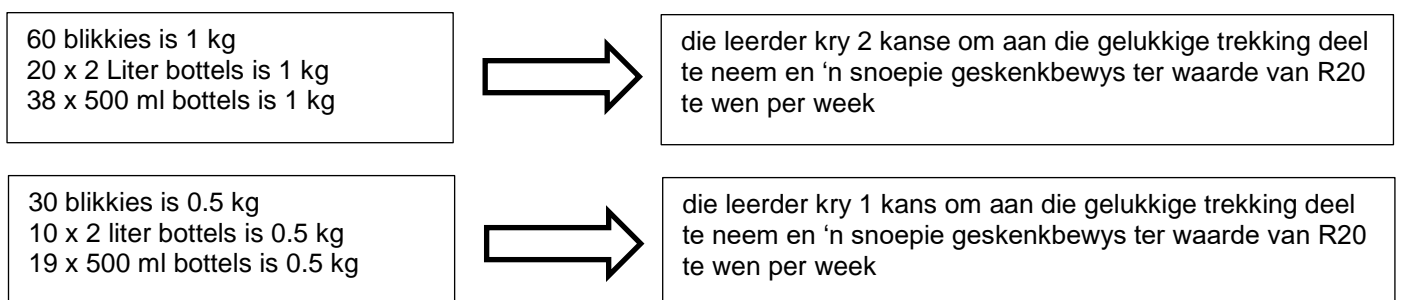 60 blikkies is 1 kg
20 x 2 Liter bottels is 1 kg
38 x 500 ml bottels is 1 kg
die leerder kry 2 kanse om aan die gelukkige trekking deel
te neem en ‘n snoepie geskenkbewys ter waarde van R20
te wen per week
30 blikkies is 0.5 kg
10 x 2 liter bottels is 0.5 kg
19 x 500 ml bottels is 0.5 kg
die leerder kry 1 kans om aan die gelukkige trekking deel
te neem en ‘n snoepie geskenkbewys ter waarde van R20
te wen per week